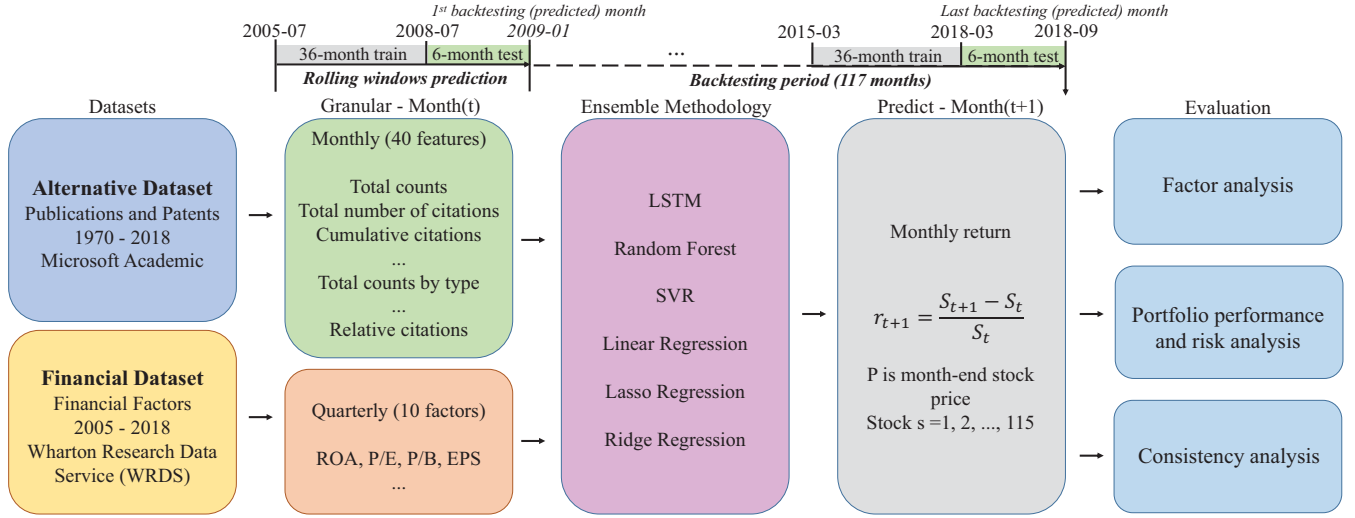 1st backtesting (predicted) month
Last backtesting (predicted) month
2005-07
2008-07
2009-01
...
2015-03
2018-03
2018-09
36-month train
6-month test
36-month train
6-month test
Rolling windows prediction
Backtesting period (117 months)
Datasets
Alternative Dataset
Publications and Patents
1970 - 2018
Microsoft Academic
Financial Dataset
Financial Factors
2005 - 2018
Wharton Research Data
Service (WRDS)
Granular - Month(t)
Monthly (40 features)
Total counts
Total number of citations
Cumulative citations
...
Total counts by type
...
Relative citations
Quarterly (10 factors)
ROA, P/E, P/B, EPS
...
Ensemble Methodology
LSTM
Random Forest
SVR
Linear Regression
Lasso Regression
Ridge Regression
Predict - Month(t+1)
Monthly return
r_{t+1} = \frac{S_{t+1} - S_t}{S_t}
P is month-end stock
price
Stock s =1, 2, ..., 115
Evaluation
Factor analysis
Portfolio performance
and risk analysis
Consistency analysis